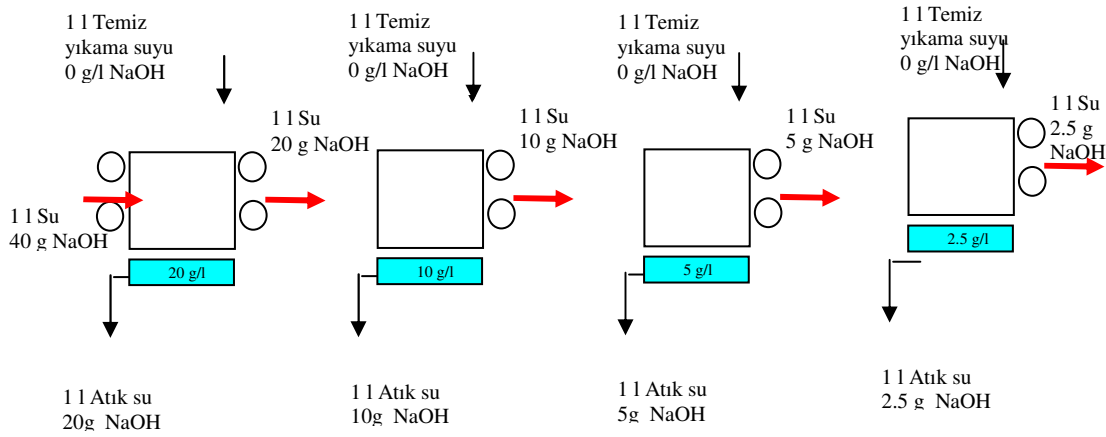 1 l Temiz
yıkama suyu
0 g/l NaOH
1 l Temiz
yıkama suyu
0 g/l NaOH
1 l Temiz
yıkama suyu
0 g/l NaOH
1 l Temiz
yıkama suyu
0 g/l NaOH
1 l Su
40 g NaOH
1 l Su
20 g NaOH
1 l Su
10 g NaOH
1 l Su
5 g NaOH
1 l Su
2.5 g
NaOH
20 g/l
10 g/l
5 g/l
2.5 g/l
1 l Atık su
20g NaOH
1 l Atık su
10g NaOH
1 l Atık su
5g NaOH
1 l Atık su
2.5 g NaOH